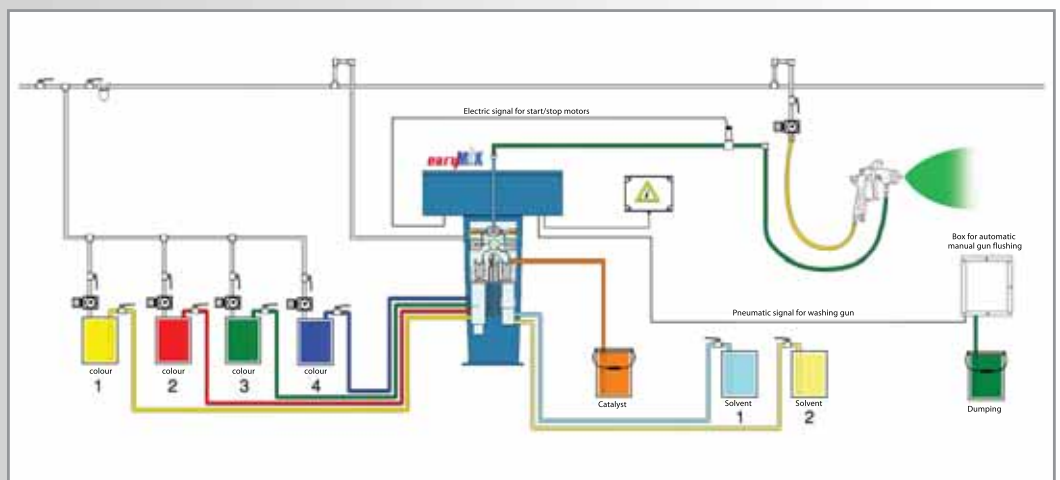 Electric signal for start/stop motors
easyMIX
Box for automatic
manual gun flushing
Pneumatic signal for washing gun
colour
1
colour
2
colour
3
colour
4
Catalyst
Solvent
1
Solvent
2
Dumping